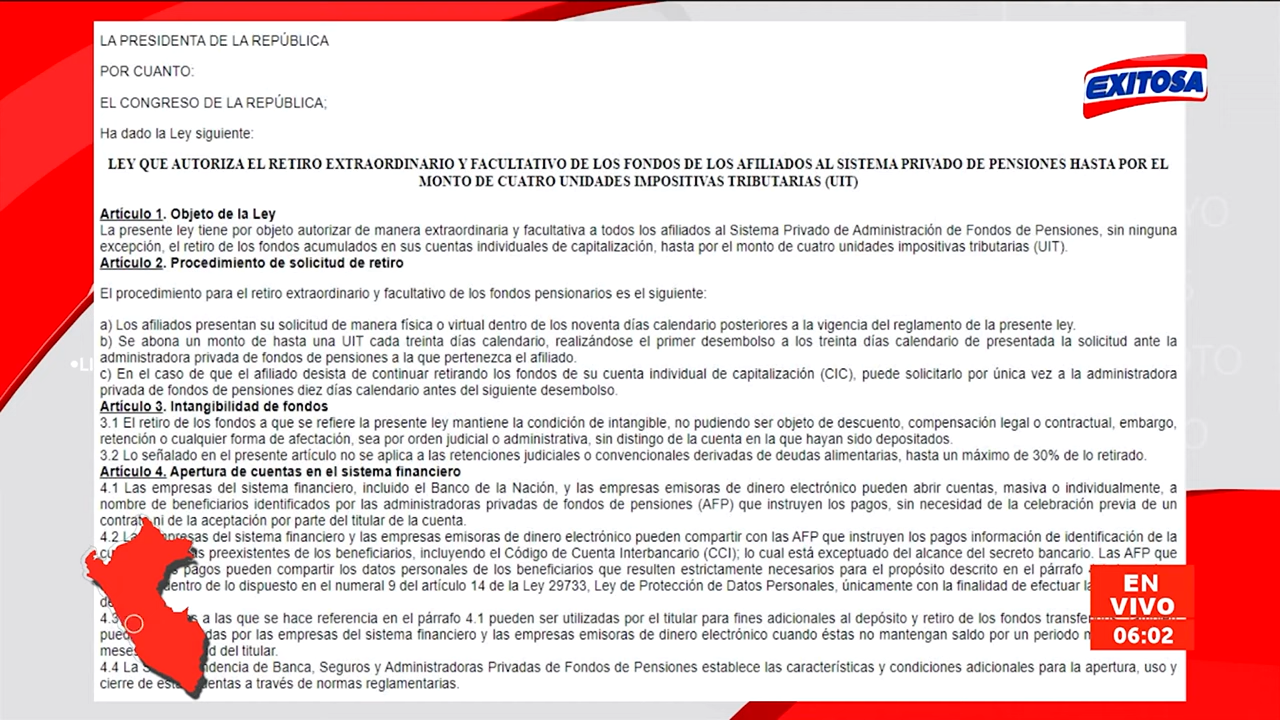 LA PRESIDENTA DE LA REPÚBLICA
POR CUANTO:
EL CONGRESO DE LA REPÚBLICA;
Ha dado la Ley siguiente:
LEY QUE AUTORIZA EL RETIRO EXTRAORDINARIO Y FACULTATIVO DE LOS FONDOS DE LOS AFILIADOS AL SISTEMA PRIVADO DE PENSIONES HASTA POR EL
MONTO DE CUATRO UNIDADES IMPOSITIVAS TRIBUTARIAS (UIT)
Artículo 1. Objeto de la Ley
La presente ley tiene por objeto autorizar de manera extraordinaria y facultativa a todos los afiliados al Sistema Privado de Administración de Fondos de Pensiones, sin ninguna
excepción, el retiro de los fondos acumulados en sus cuentas individuales de capitalización, hasta por el monto de cuatro unidades impositivas tributarias (UIT).
Artículo 2. Procedimiento de solicitud de retiro
El procedimiento para el retiro extraordinario y facultativo de los fondos pensionarios es el siguiente:
a) Los afiliados presentan su solicitud de manera física o virtual dentro de los noventa días calendario posteriores a la vigencia del reglamento de la presente ley.
b) Se abona un monto de hasta una UIT cada treinta días calendario, realizándose el primer desembolso a los treinta días calendario de presentada la solicitud ante la
administradora privada de fondos de pensiones a la que pertenezca el afiliado.
c) En el caso de que el afiliado desista de continuar retirando los fondos de su cuenta individual de capitalización (CIC), puede solicitarlo por única vez a la administradora
privada de fondos de pensiones diez días calendario antes del siguiente desembolso.
Artículo 3. Intangibilidad de fondos
3.1 El retiro de los fondos a que se refiere la presente ley mantiene la condición de intangible, no pudiendo ser objeto de descuento, compensación legal o contractual, embargo,
retención o cualquier forma de afectación, sea por orden judicial o administrativa, sin distingo de la cuenta en la que hayan sido depositados.
3.2 Lo señalado en el presente artículo no se aplica a las retenciones judiciales o convencionales derivadas de deudas alimentarias, hasta un máximo de 30% de lo retirado.
Artículo 4. Apertura de cuentas en el sistema financiero
4.1 Las empresas del sistema financiero, incluido el Banco de la Nación, y las empresas emisoras de dinero electrónico pueden abrir cuentas, masiva o individualmente, a
nombre de beneficiarios identificados por las administradoras privadas de fondos de pensiones (AFP) que instruyen los pagos, sin necesidad de la celebración previa de un
contrato ni de la aceptación por parte del titular de la cuenta.
4.2 Las empresas del sistema financiero y las empresas emisoras de dinero electrónico pueden compartir con las AFP que instruyen los pagos información de identificación de la
preexistentes de los beneficiarios, incluyendo el Código de Cuenta Interbancario (CCI); lo cual está exceptuado del alcance del secreto bancario. Las AFP que
pagos pueden compartir los datos personales de los beneficiarios que resulten estrictamente necesarios para el propósito descrito en el párrafo
dentro de lo dispuesto en el numeral 9 del artículo 14 de la Ley 29733, Ley de Protección de Datos Personales, únicamente con la finalidad de efectuar
4.3 a las que se hace referencia en el párrafo 4.1 pueden ser utilizadas por el titular para fines adicionales al depósito y retiro de los fondos
por las empresas del sistema financiero y las empresas emisoras de dinero electrónico cuando éstas no mantengan saldo por un periodo
del titular.
4.4 La de Banca, Seguros y Administradoras Privadas de Fondos de Pensiones establece las características y condiciones adicionales para la apertura, uso y
cierre de a través de normas reglamentarias.
EXITOSA
EN
VIVO
06:02